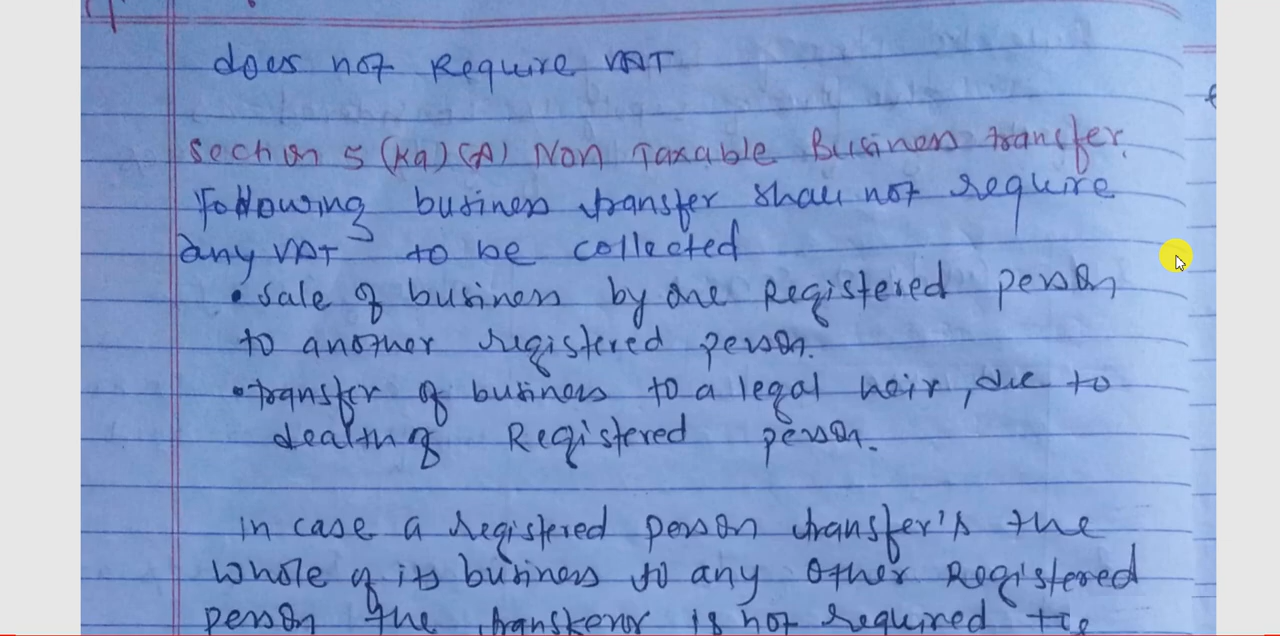 does not Require VAT
Section 5 (Ka) (A) Non Taxable Business transfer.
Following business transfer shall not require
any VAT to be collected
• Sale of business by one Registered person
to another registered person.
• transfer of business to a legal heir, due to
death of Registered person.
in case a registered person transfer's the
whole of its business to any other Registered
person the transferor is not required to